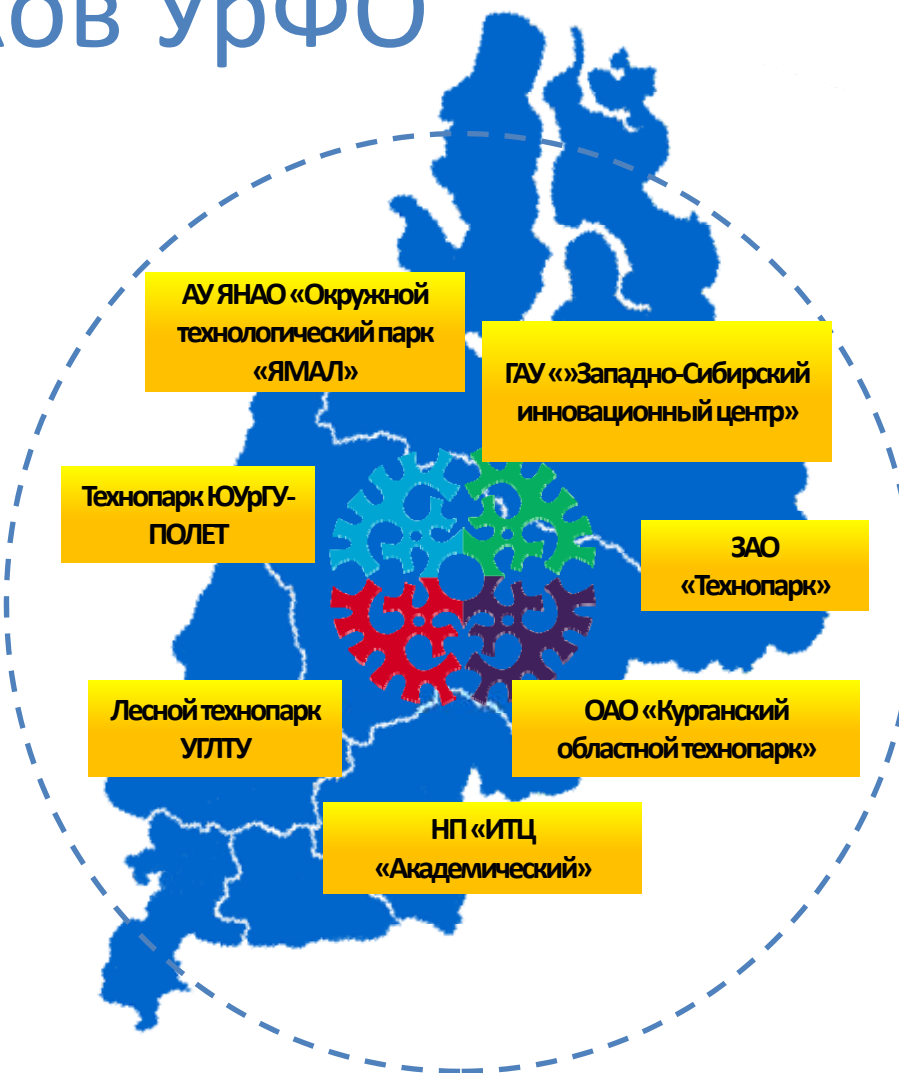 ов УрФО
АУ ЯНАО «Окружной
технологический парк
«ЯМАЛ»
ГАУ «»Западно-Сибирский
инновационный центр»
Технопарк ЮУрГУ-
ПОЛЕТ
ЗАО
«Технопарк»
Лесной технопарк
УГЛТУ
ОАО «Курганский
областной технопарк»
НП «ИТЦ
«Академический»